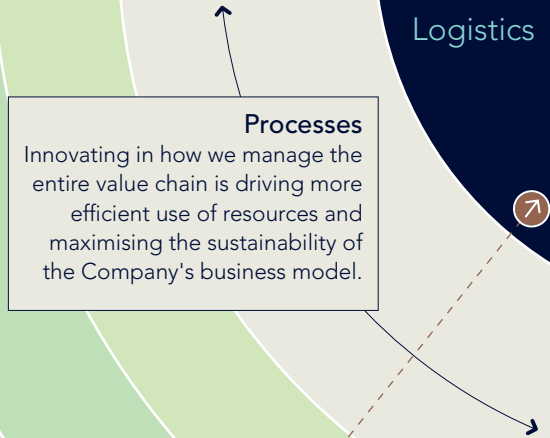 Logistics
Processes
Innovating in how we manage the
entire value chain is driving more
efficient use of resources and
maximising the sustainability of
the Company's business model.